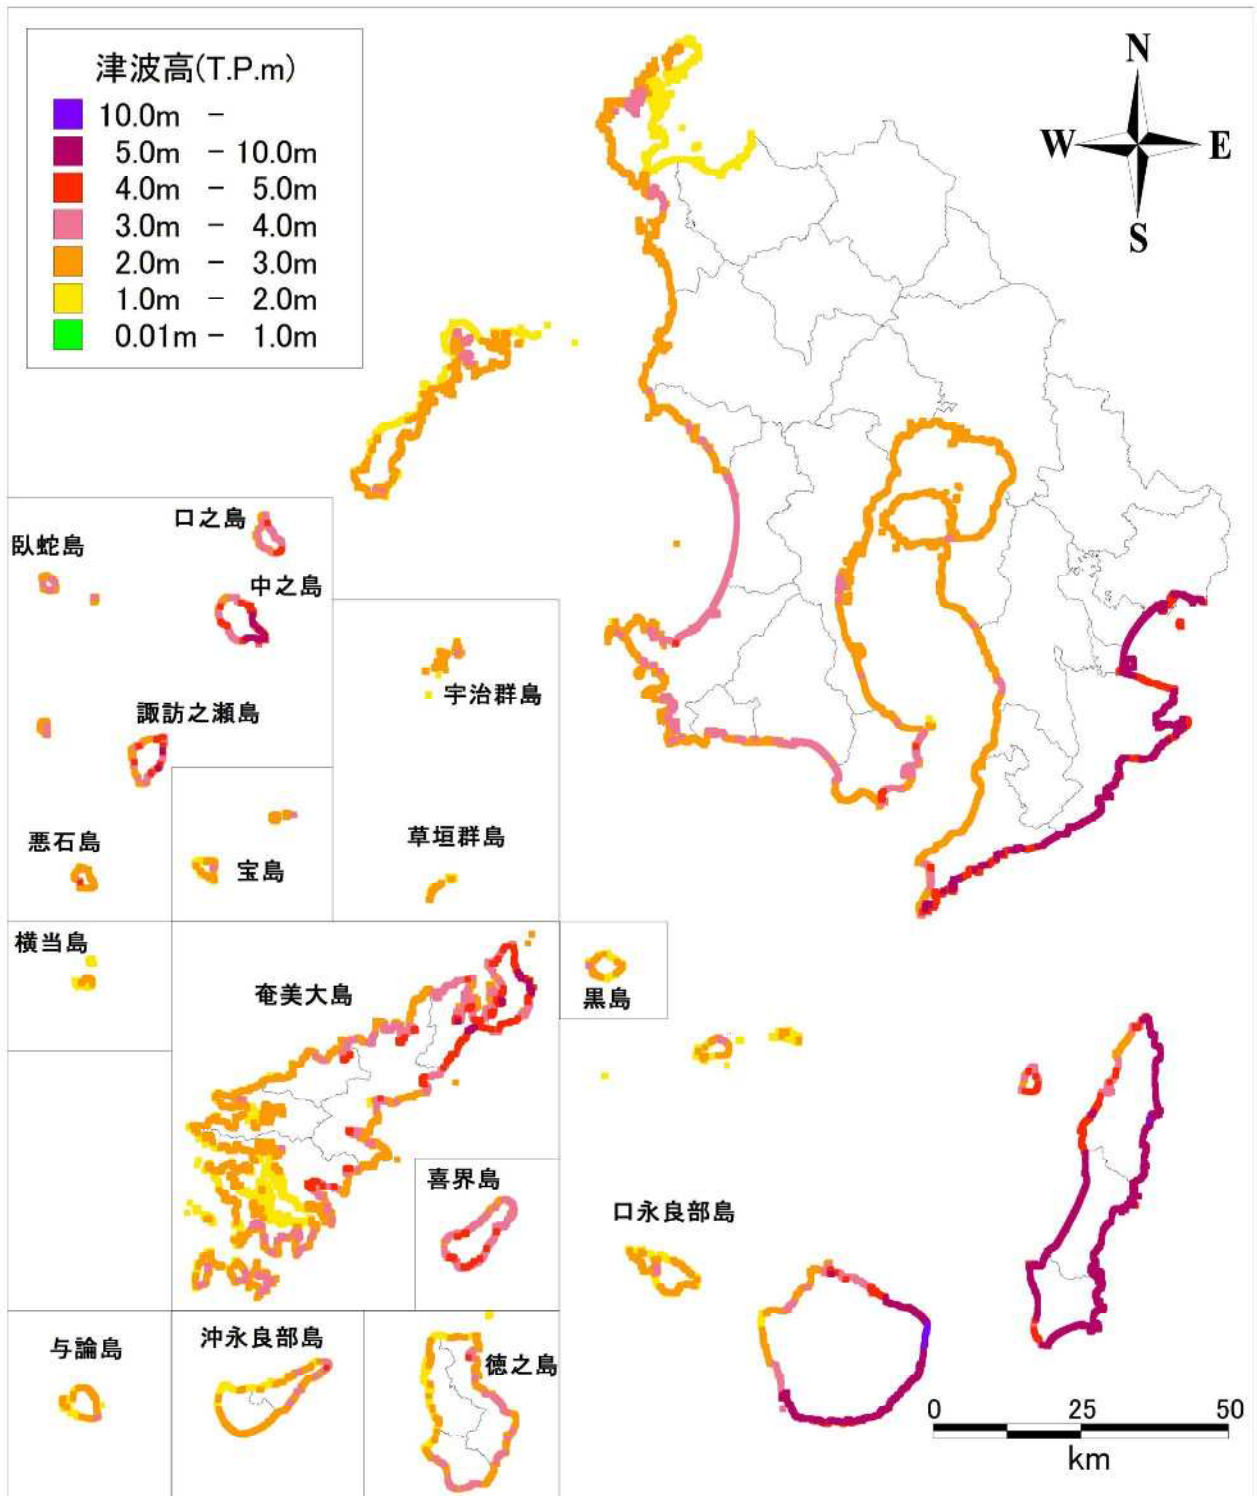 津波高(T.P.m)
10.0m -
5.0m - 10.0m
4.0m - 5.0m
3.0m - 4.0m
2.0m - 3.0m
1.0m - 2.0m
0.01m - 1.0m
N
W E
S
口之島
臥蛇島
中之島
宇治群島
諏訪之瀬島
悪石島
宝島
草垣群島
横当島
奄美大島
黒島
喜界島
口永良部島
与論島
沖永良部島
徳之島
0 25 50
km